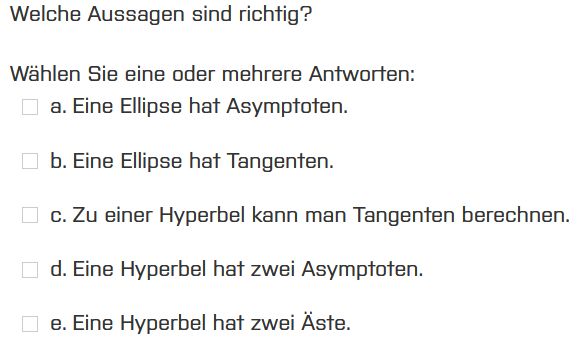 Welche Aussagen sind richtig?
Wählen Sie eine oder mehrere Antworten:
a. Eine Ellipse hat Asymptoten.
b. Eine Ellipse hat Tangenten.
c. Zu einer Hyperbel kann man Tangenten berechnen.
d. Eine Hyperbel hat zwei Asymptoten.
e. Eine Hyperbel hat zwei Äste.